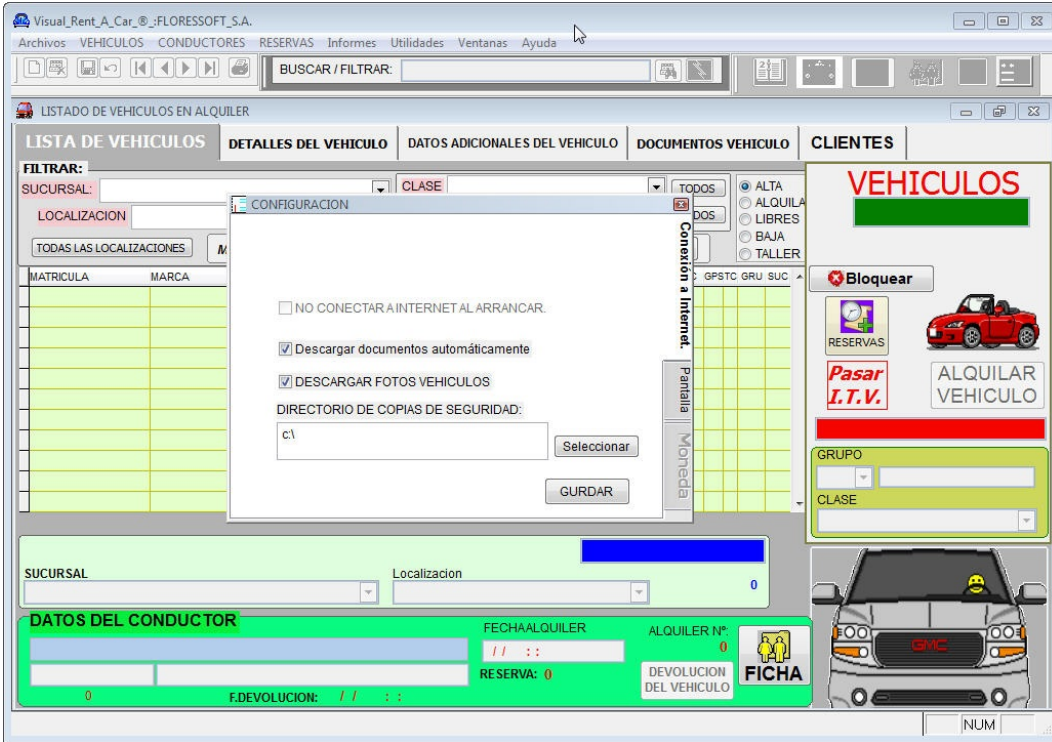 Visual_Rent_A_Car_®_:FLORESSOFT_S.A.
Archivos VEHICULOS CONDUCTORES RESERVAS Informes Utilidades Ventanas Ayuda
BUSCAR / FILTRAR:
LISTADO DE VEHICULOS EN ALQUILER
LISTA DE VEHICULOS DETALLES DEL VEHICULO DATOS ADICIONALES DEL VEHICULO DOCUMENTOS VEHICULO CLIENTES
FILTRAR:
SUCURSAL: CLASE TODOS ALTA
LOCALIZACION DOS ALQUILA
LIBRES
BAJA
TODAS LAS LOCALIZACIONES M TALLER
MATRICULA MARCA GPSTC GRU SUC
CONFIGURACION
NO CONECTAR A INTERNET AL ARRANCAR.
Descargar documentos automáticamente
DESCARGAR FOTOS VEHICULOS
DIRECTORIO DE COPIAS DE SEGURIDAD:
c:\
Seleccionar
GURDAR
Conexión a Internet.
Pantalla
Moneda
VEHICULOS
Bloquear
RESERVAS
Pasar
I.T.V.
ALQUILAR
VEHICULO
GRUPO
CLASE
SUCURSAL Localizacion
0
DATOS DEL CONDUCTOR
FECHAALQUILER ALQUILER Nº:
/ / : : 0
RESERVA: 0
DEVOLUCION
DEL VEHICULO
FICHA
0 F.DEVOLUCION: / / : :
GMC
NUM